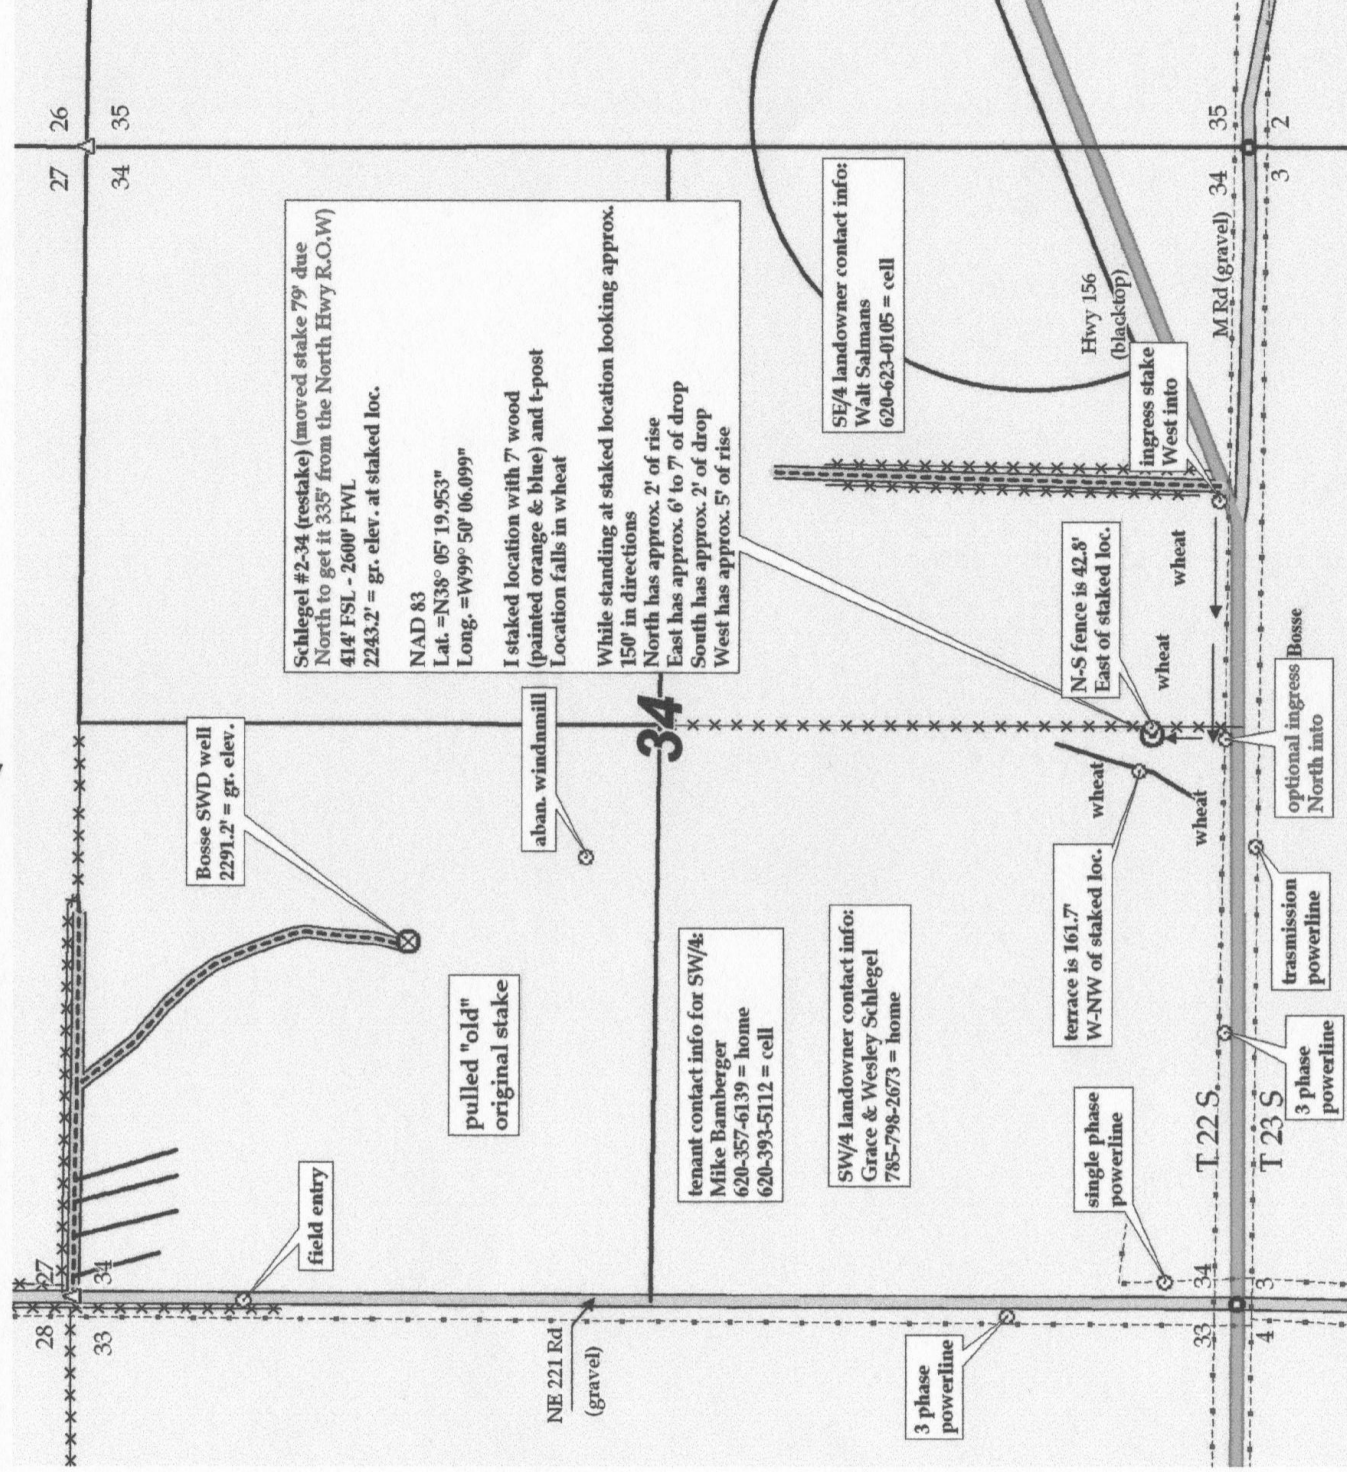 26
27
35
34
Schlegel #2-34 (restake) (moved stake 79' due
North to get it 335' from the North Hwy R.O.W)
414' FSL - 2600' FWL
2243.2' = gr. elev. at staked loc.
NAD 83
Lat. =N38° 05' 19.953"
Long. =W99° 50' 06.099"
I staked location with 7' wood
(painted orange & blue) and t-post
Location falls in wheat
While standing at staked location looking approx.
150' in directions
North has approx. 2' of rise
East has approx. 6' to 7' of drop
South has approx. 2' of drop
West has approx. 5' of rise
Bosse SWD well
2291.2' = gr. elev.
aban. windnmill
pulled "old"
original stake
field entry
28
27
33
34
34
NE 221 Rd
(gravel)
tenant contact info for SW/4:
Mike Bamberger
620-357-6139 = home
620-393-5112 = cell
SW/4 landowner contact info:
Grace & Wesley Schlegel
785-798-2673 = home
SE/4 landowner contact info:
Walt Salmans
620-623-0105 = cell
Hwy 156
(blacktop)
M Rd (gravel)
34
35
3
2
ingress stake
West into
N-S fence is 42.8'
East of staked loc.
wheat
wheat
wheat
wheat
terrace is 161.7'
W-NW of staked loc.
optional ingress
North into
Bosse
trasmission
powerline
3 phase
powerline
single phase
powerline
3 phase
powerline
T 22 S
T 23 S
33
34
4
3